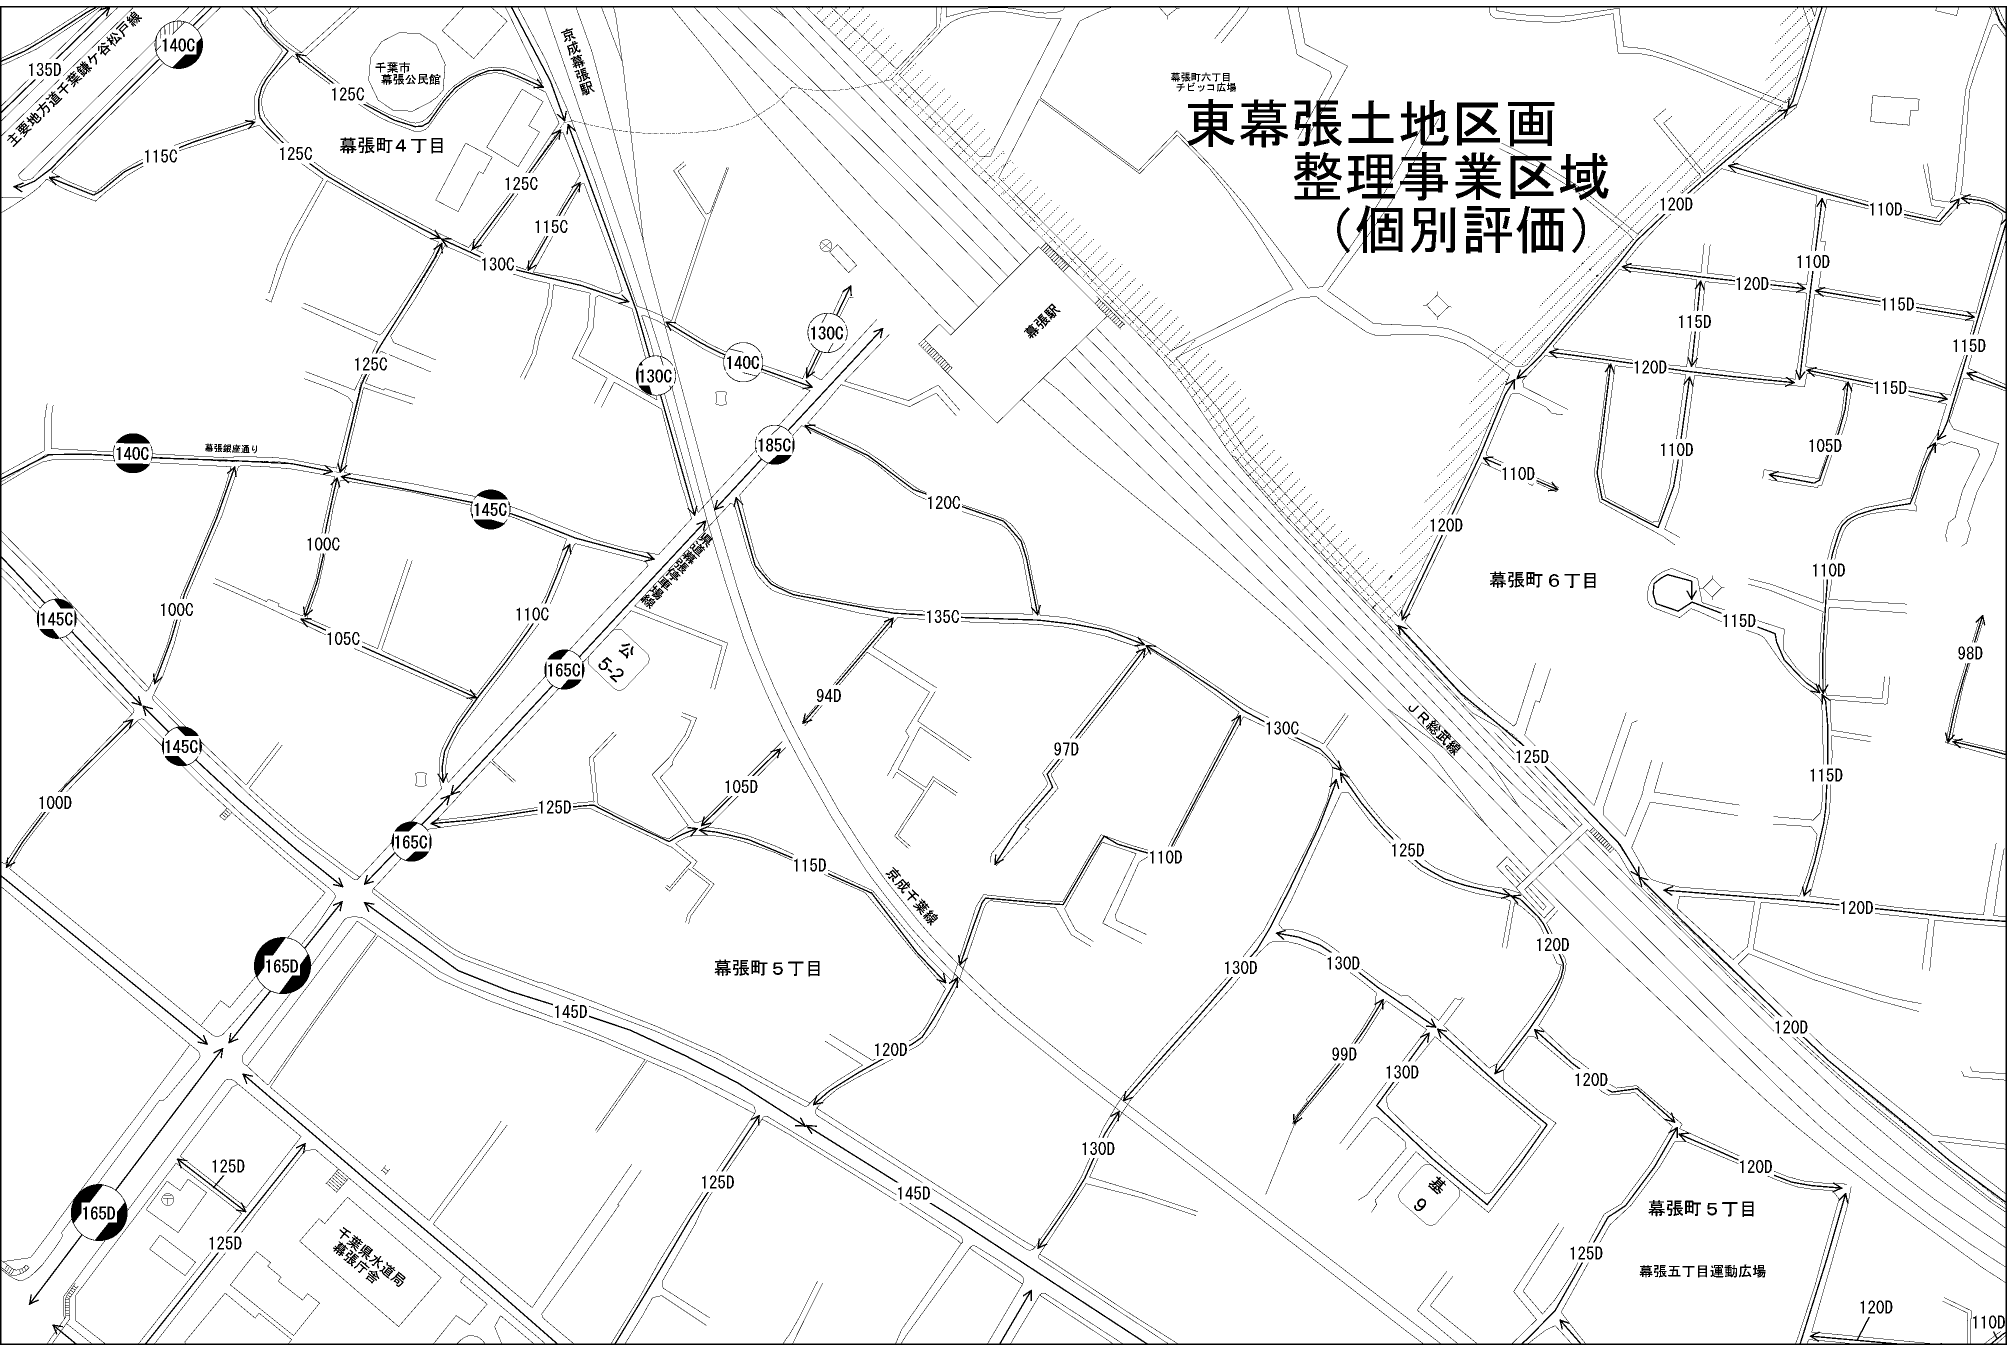 140C
135D
主要地方道千葉鎌ケ谷松戸線
千葉市
幕張公民館
125C
京成幕張駅
幕張町六丁目
チビッコ広場
東幕張土地区画
整理事業区域
（個別評価）
幕張町４丁目
115C
125C
125C
115C
130C
120D
110D
110D
120D
115D
115D
115D
幕張駅
130C
140C
130C
125C
120D
115D
185C
140C
幕張銀座通り
145C
120C
110D
110D
105D
120D
100C
県道幕張停車場線
幕張町６丁目
110D
145C
100C
105C
110C
135C
115D
公
5-2
165C
94D
98D
145C
97D
130C
ＪＲ総武線
125D
115D
100D
105D
125D
165C
115D
110D
125D
京成千葉線
120D
165D
幕張町５丁目
130D
130D
120D
145D
120D
99D
130D
120D
120D
130D
125D
125D
145D
120D
基
9
幕張町５丁目
165D
125D
千葉県水道局
幕張庁舎
125D
幕張五丁目運動広場
120D
110D